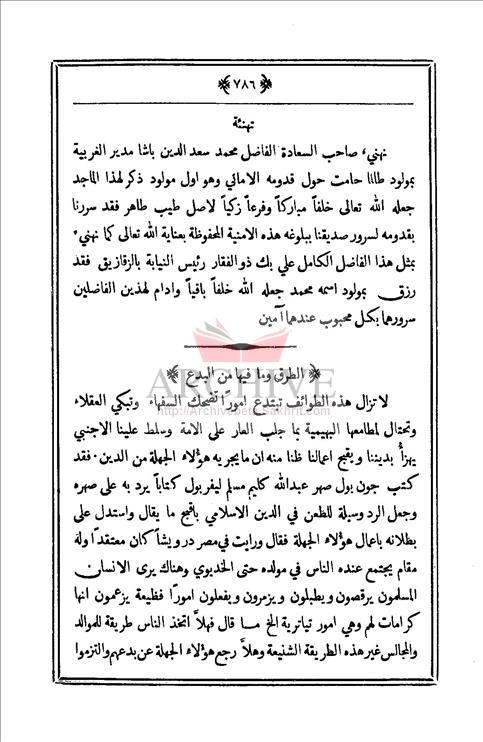 ﴿ ٧٨٦ ﴾
تهنئة
نهنيء صاحب السعادة الفاضل محمد سعد الدين باشا مدير الغربية
بمولود طالما حامت حول قدومه الاماني وهو اول مولود ذكر لهذا الماجد
جعله الله تعالى خلفاً مباركاً وفرعاً زكياً لاصل طيب طاهر فقد سررنا
بقدومه لسرور صديقنا ببلوغه هذه الامنية المحفوظة بعناية الله تعالى كما نهنيء
بمثل هذا الفاضل الكامل علي بك ذو الفقار رئيس النيابة بالزقازيق فقد
رزق بمولود اسمه محمد جعله الله خلفاً باقياً وادام لهذين الفاضلين
سرورهما بكل محبوب عندهما آمين
﴿ الطرق وما فيها من البدع ﴾
ARCHIVE
لا تزال هذه الطوائف تبتدع اموراً تضحك السفهاء وتبكي العقلاء
http://Archivebeta.Sakhrit.com
وتحتال لمطامعها البهيمية بما جلب العار على الامة وسلط علينا الاجنبي
يهزأ بديننا ويقبح اعمالنا ظنا منه ان ما يجريه هؤلاء الجهلة من الدين . فقد
كتب جون بول صهر عبدالله كليم مسلم ليفربول كتاباً يرد به على صهره
وجعل الرد وسيلة للطعن في الدين الاسلامي باقبح ما يقال واستدل على
بطلانه باعمال هؤلاء الجهلة فقال ورايت في مصر درويشاً كان معتقداً وله
مقام يجتمع عنده الناس في مولده حتى الخديوي وهناك يرى الانسان
المسلمون يرقصون ويطبلون ويزمرون ويفعلون امورًا فظيعة يزعمون انها
كرامات لهم وهي امور تياترية الخ مسا قال فهلاَّ اتخذ الناس طريقة للموالد
والمجالس غير هذه الطريقة الشنيعة وهلاَّ رجع هؤلاء الجهلة عن بدعهم والتزموا